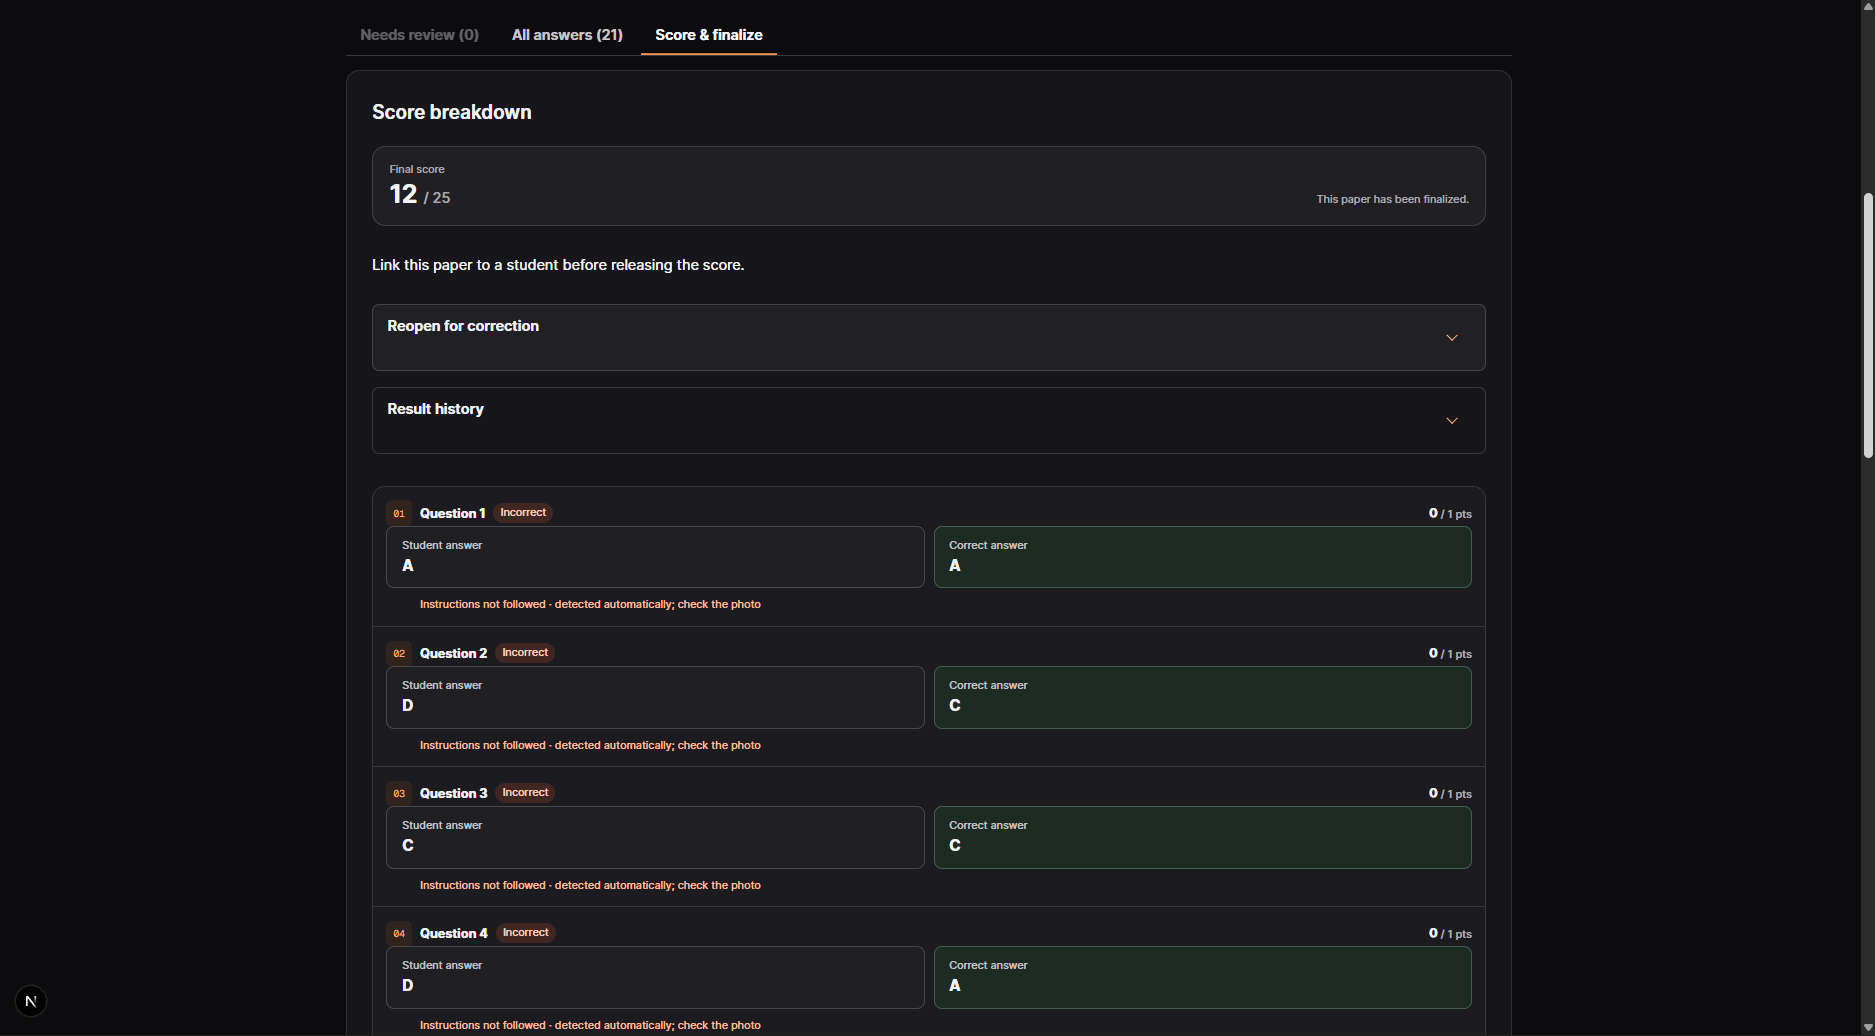 Needs review (0) All answers (21) Score & finalize
Score breakdown
Final score
12 / 25
This paper has been finalized.
Link this paper to a student before releasing the score.
Reopen for correction
Result history
01 Question 1 Incorrect 0 / 1 pts
Student answer Correct answer
A A
Instructions not followed · detected automatically; check the photo
02 Question 2 Incorrect 0 / 1 pts
Student answer Correct answer
D C
Instructions not followed · detected automatically; check the photo
03 Question 3 Incorrect 0 / 1 pts
Student answer Correct answer
C C
Instructions not followed · detected automatically; check the photo
04 Question 4 Incorrect 0 / 1 pts
Student answer Correct answer
D A
Instructions not followed · detected automatically; check the photo
N